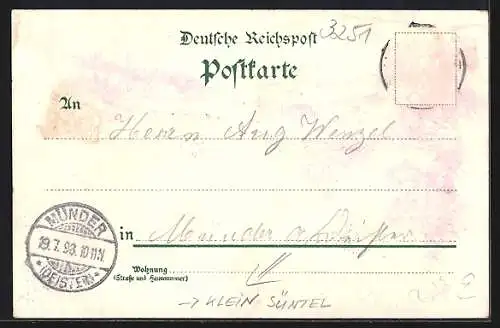 3251
Deutsche Reichspost
Postkarte
An
Herrn Aug Wenzel
in Münder a Deister
Wohnung
(Straße und Hausnummer)
→ KLEIN SÜNTEL
MÜNDER
19.7.98.10-11N
*(DEISTER)*